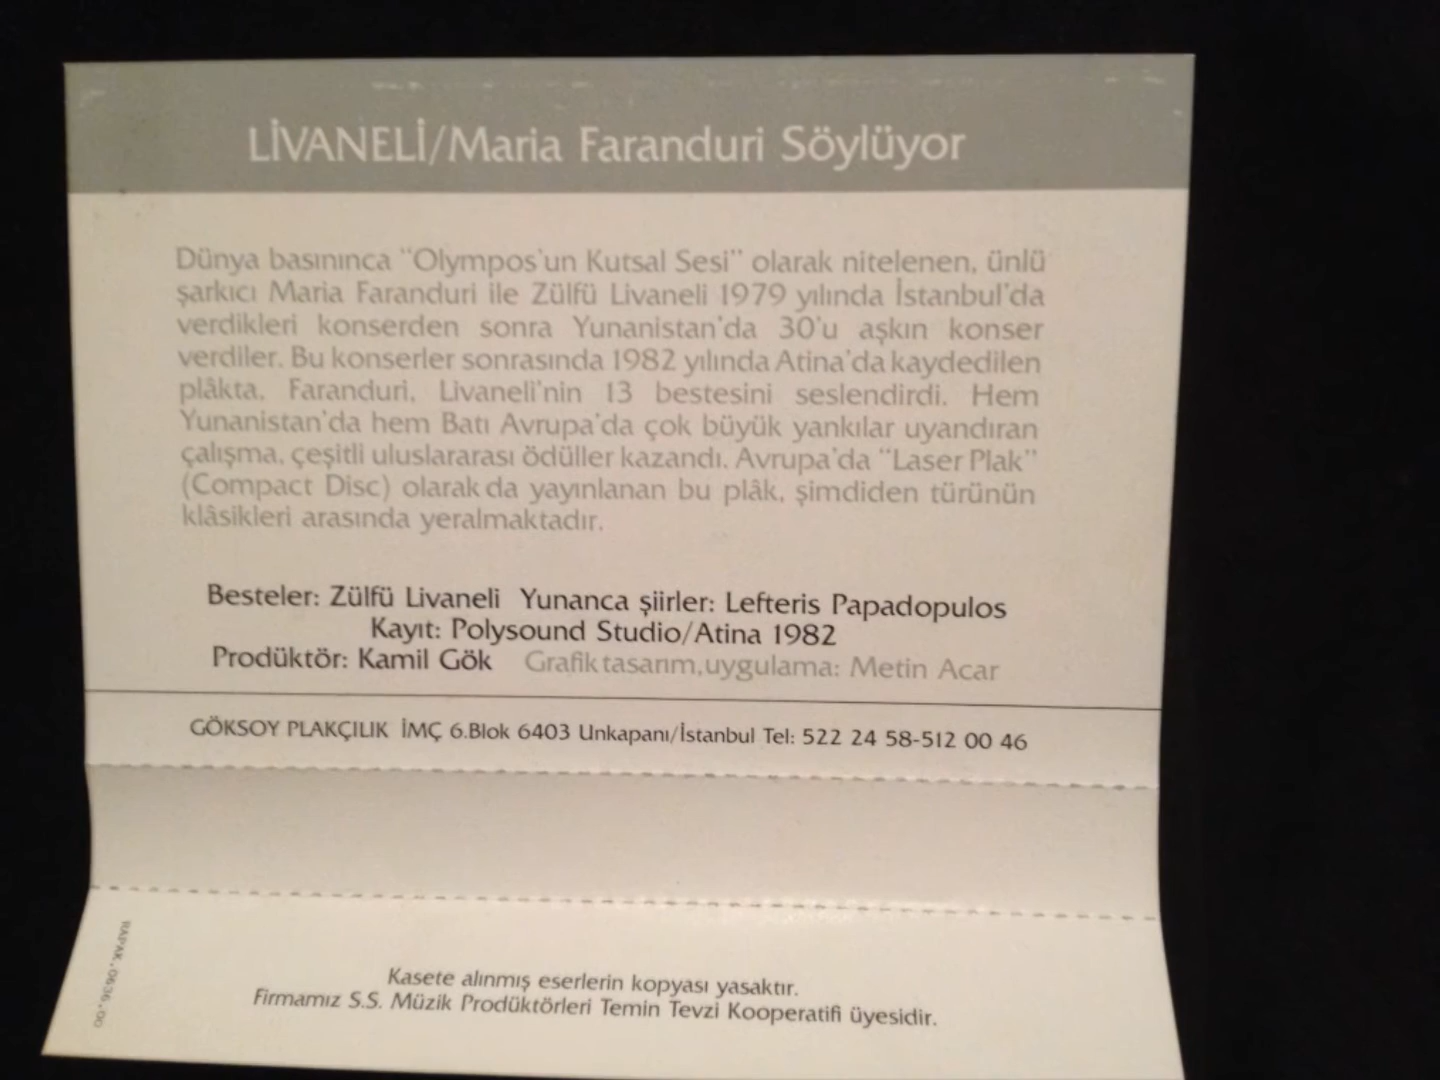 LİVANELİ/Maria Faranduri Söylüyor
Dünya basınınca "Olympos'un Kutsal Sesi" olarak nitelenen, ünlü
şarkıcı Maria Faranduri ile Zülfü Livaneli 1979 yılında İstanbul'da
verdikleri konserden sonra Yunanistan'da 30'u aşkın konser
verdiler. Bu konserler sonrasında 1982 yılında Atina'da kaydedilen
plâkta, Faranduri, Livaneli'nin 13 bestesini seslendirdi. Hem
Yunanistan'da hem Batı Avrupa'da çok büyük yankılar uyandıran
çalışma, çeşitli uluslararası ödüller kazandı. Avrupa'da "Laser Plak"
(Compact Disc) olarak da yayınlanan bu plâk, şimdiden türünün
klâsikleri arasında yeralmaktadır.
Besteler: Zülfü Livaneli Yunanca şiirler: Lefteris Papadopulos
Kayıt: Polysound Studio/Atina 1982
Prodüktör: Kamil Gök Grafik tasarım, uygulama: Metin Acar
GÖKSOY PLAKÇILIK İMÇ 6.Blok 6403 Unkapanı/İstanbul Tel: 522 24 58-512 00 46
RAPAK.0636.00
Kasete alınmış eserlerin kopyası yasaktır.
Firmamız S.S. Müzik Prodüktörleri Temin Tevzi Kooperatifi üyesidir.